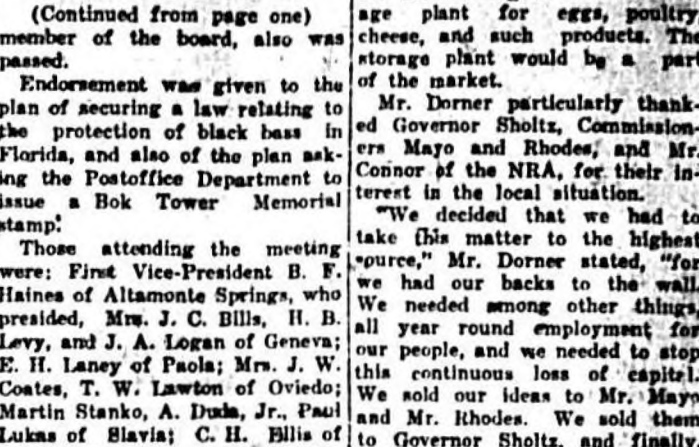 (Continued from page one)
member of the board, also was
passed.
Endorsement was given to the
plan of securing a law relating to
the protection of black bass in
Florida, and also of the plan ask-
ing the Postoffice Department to
issue a Bok Tower Memorial
stamp.
Those attending the meeting
were: First Vice-President B. F.
Haines of Altamonte Springs, who
presided, Mrs. J. C. Bills, H. B.
Levy, and J. A. Logan of Geneva;
E. H. Laney of Paola; Mrs. J. W.
Coates, T. W. Lawton of Oviedo;
Martin Stanko, A. Duda, Jr., Paul
Lukas of Slavia; C. H. Ellis of
age plant for eggs, poultry
cheese, and such products. The
storage plant would be a part
of the market.
Mr. Dorner particularly thank-
ed Governor Sholtz, Commission-
ers Mayo and Rhodes, and Mr.
Connor of the NRA, for their in-
terest in the local situation.
"We decided that we had to
take this matter to the highest
source," Mr. Dorner stated, "for
we had our backs to the wall.
We needed among other things
all year round employment for
our people, and we needed to stop
this continuous loss of capital.
We sold our ideas to Mr. Mayo
and Mr. Rhodes. We sold them
to Governor Sholtz, and finally,